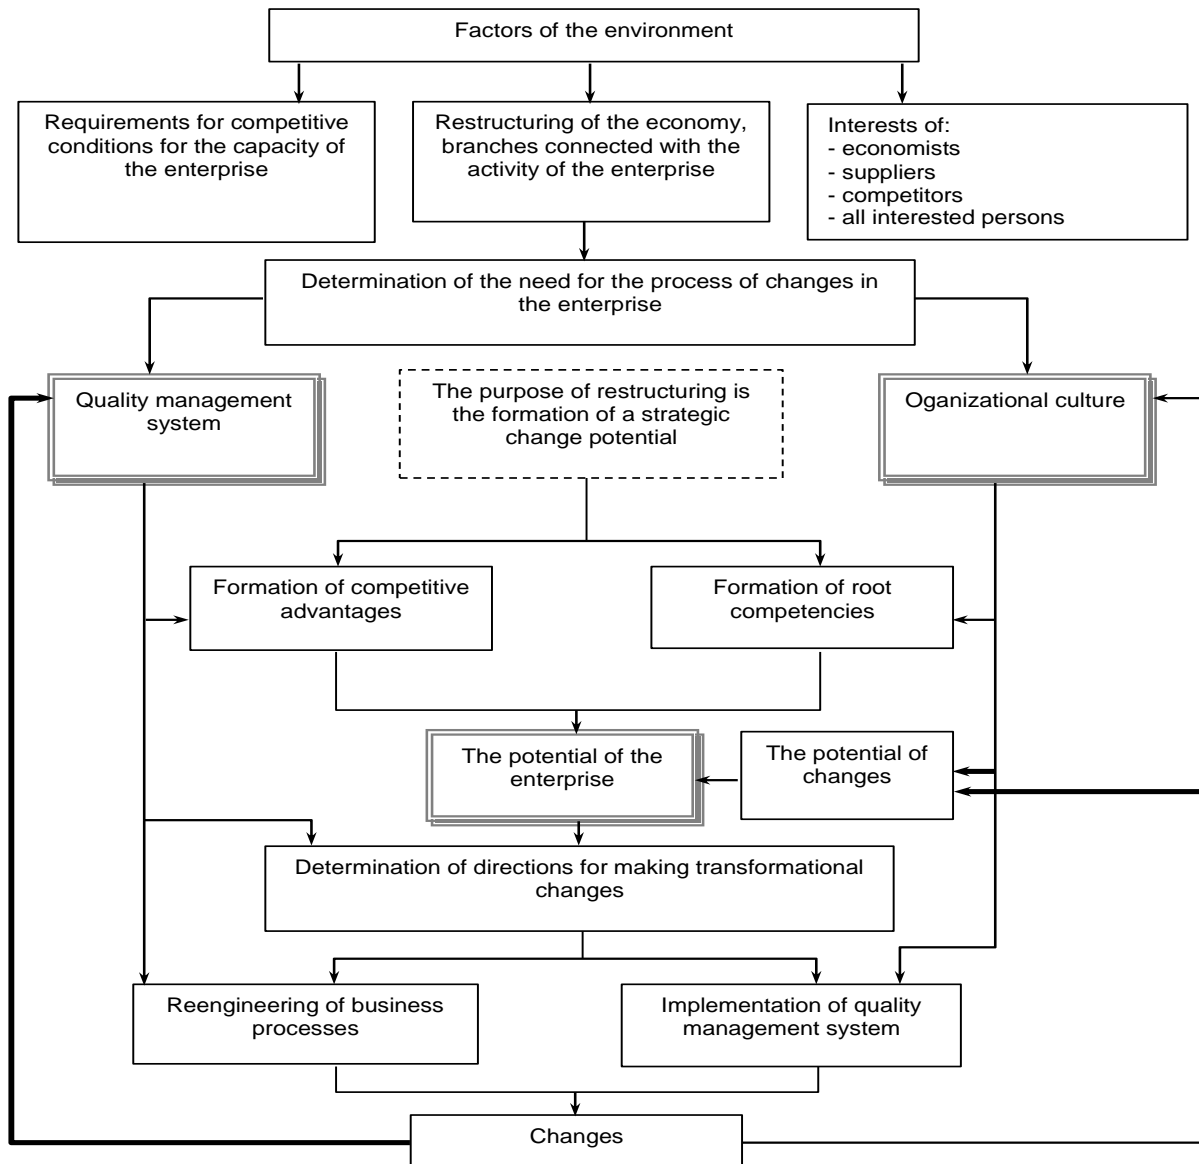 Factors of the environment
Requirements for competitive
conditions for the capacity of
the enterprise
Restructuring of the economy,
branches connected with the
activity of the enterprise
Interests of:
- economists
- suppliers
- competitors
- all interested persons
Determination of the need for the process of changes in
the enterprise
Quality management
system
The purpose of restructuring is
the formation of a strategic
change potential
Oganizational culture
Formation of competitive
advantages
Formation of root
competencies
The potential of the
enterprise
The potential of
changes
Determination of directions for making transformational
changes
Reengineering of business
processes
Implementation of quality
management system
Changes